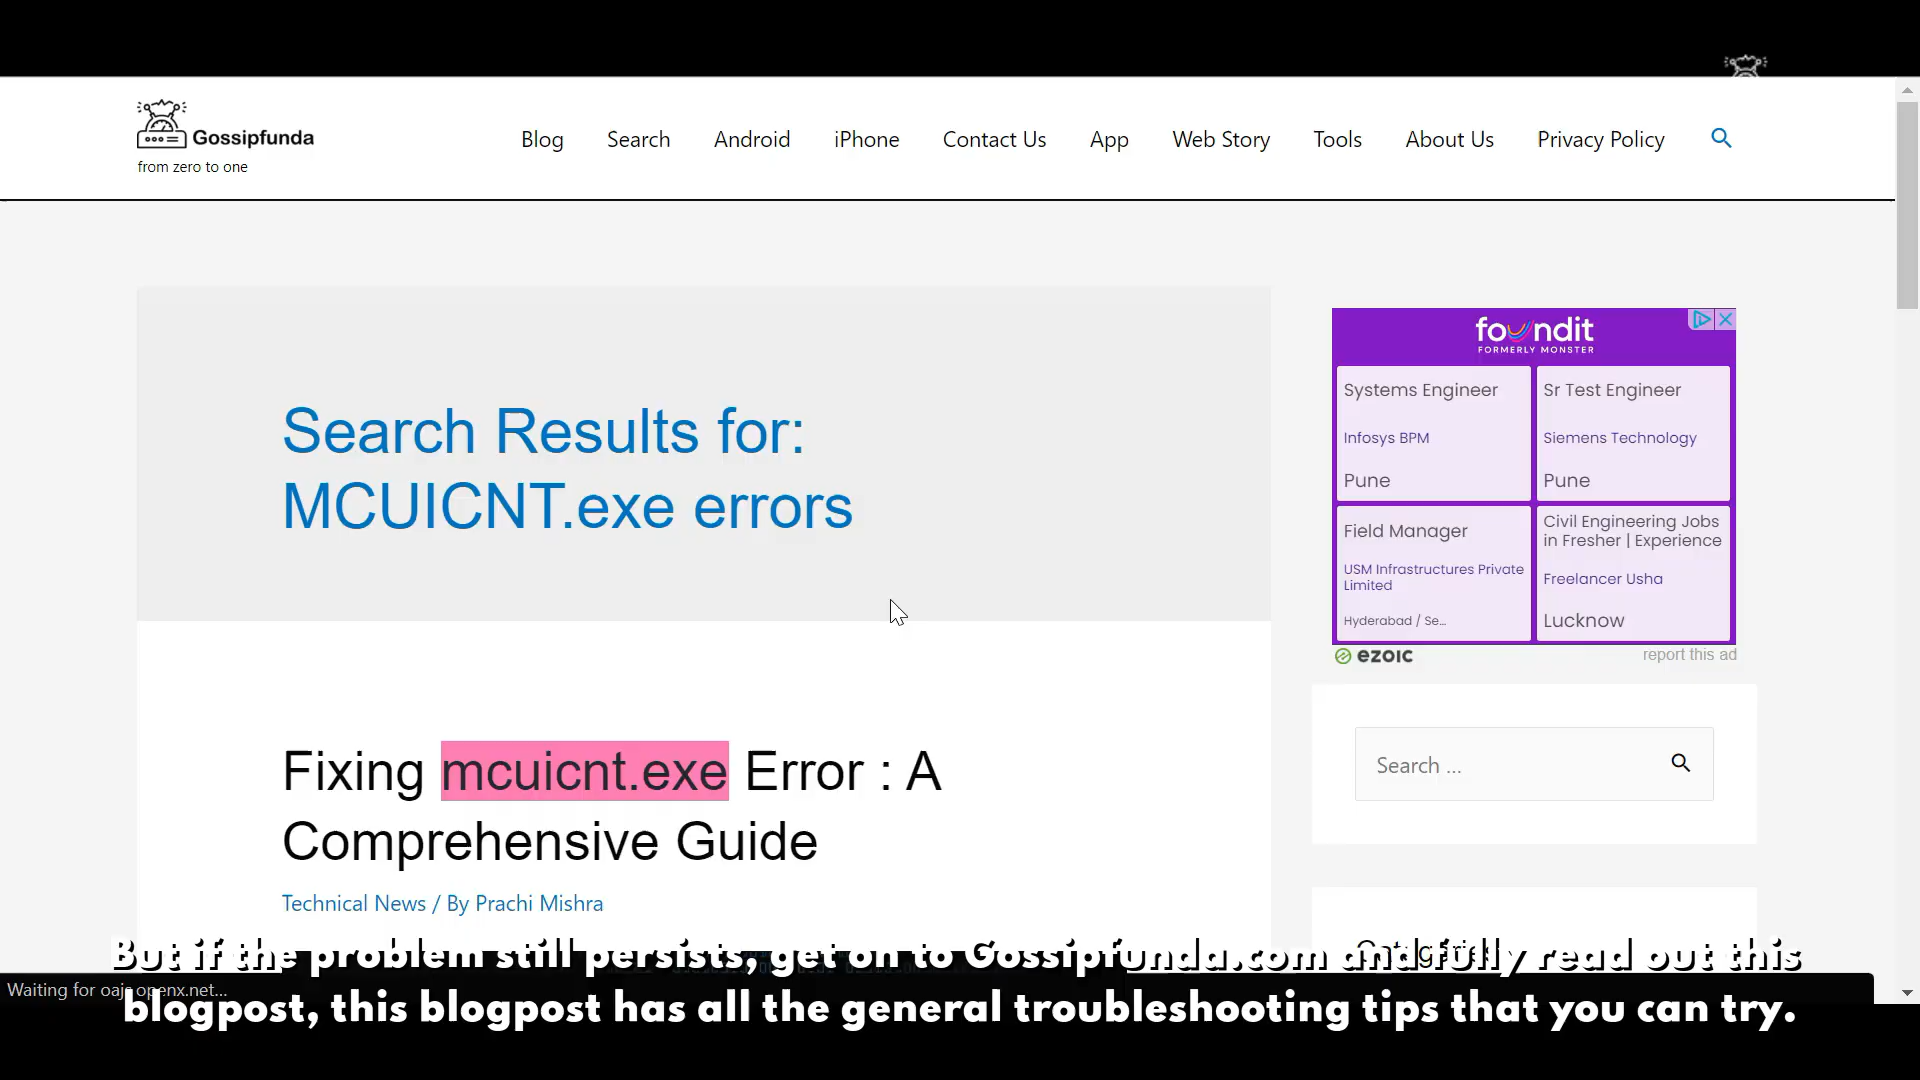 Gossipfunda
from zero to one
Blog Search Android iPhone Contact Us App Web Story Tools About Us Privacy Policy
Search Results for:
MCUICNT.exe errors
Fixing mcuicnt.exe Error : A
Comprehensive Guide
Technical News / By Prachi Mishra
foundit
FORMERLY MONSTER
Systems Engineer
Infosys BPM
Pune
Sr Test Engineer
Siemens Technology
Pune
Field Manager
USM Infrastructures Private
Limited
Hyderabad / Se...
Civil Engineering Jobs
in Fresher | Experience
Freelancer Usha
Lucknow
ezoic
report this ad
Search ...
Categories
But if the problem still persists, get on to Gossipfunda.com and fully read out this
blogpost, this blogpost has all the general troubleshooting tips that you can try.
Waiting for oajs.openx.net...